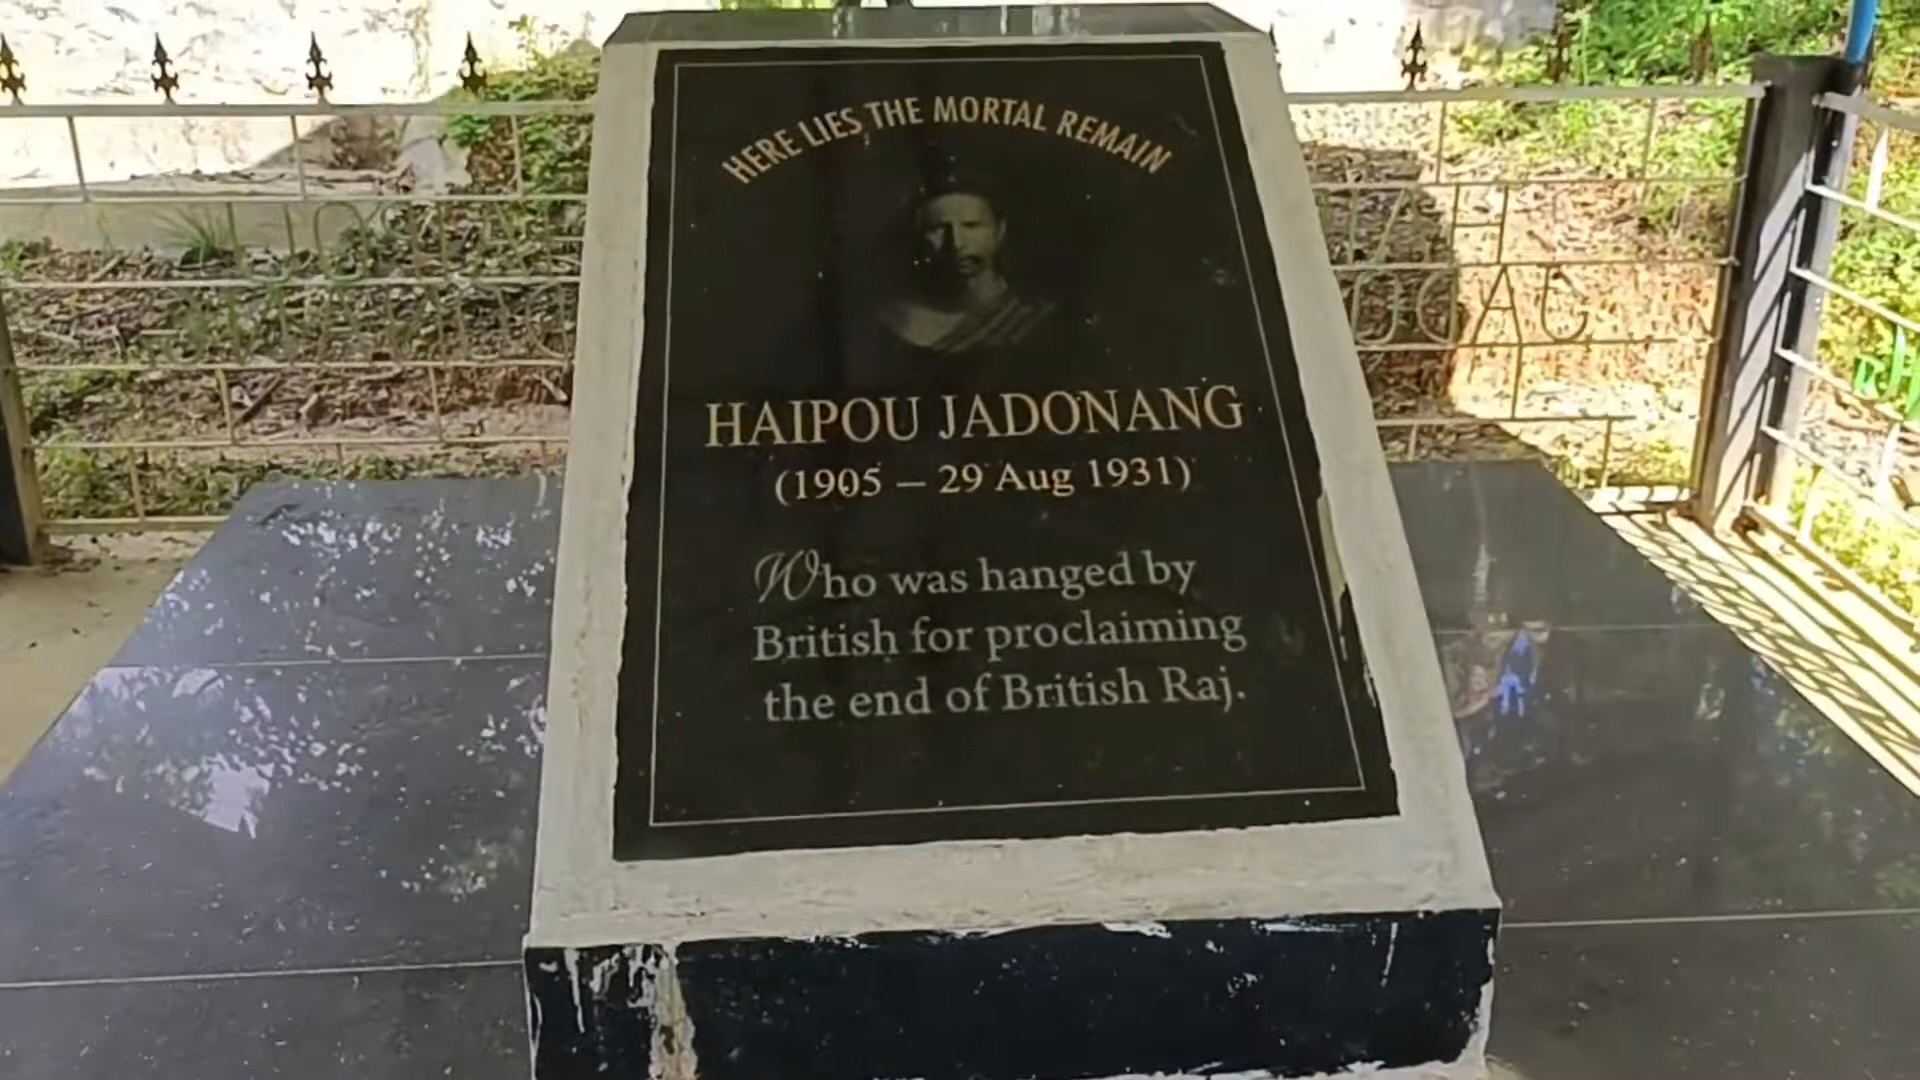 HERE LIES THE MORTAL REMAIN
HAIPOU JADONANG
(1905 – 29 Aug 1931)
Who was hanged by
British for proclaiming
the end of British Raj.